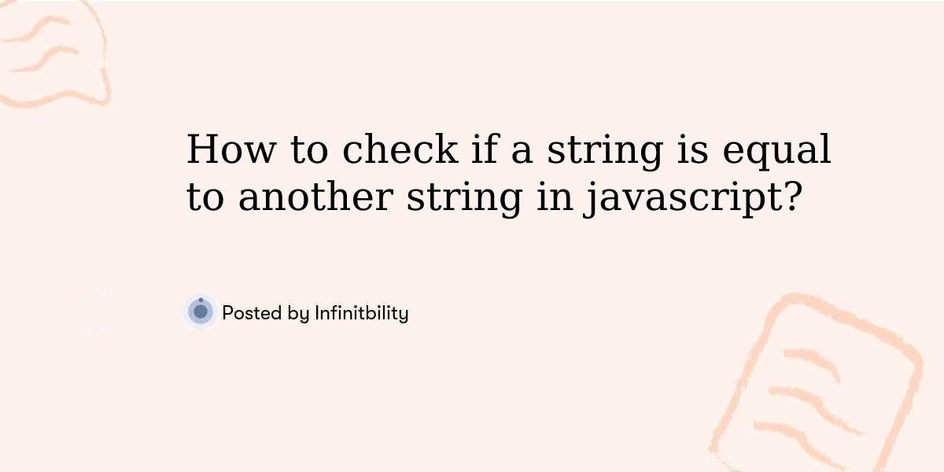 How to check if a string is equal
to another string in javascript?
Posted by Infinitbility